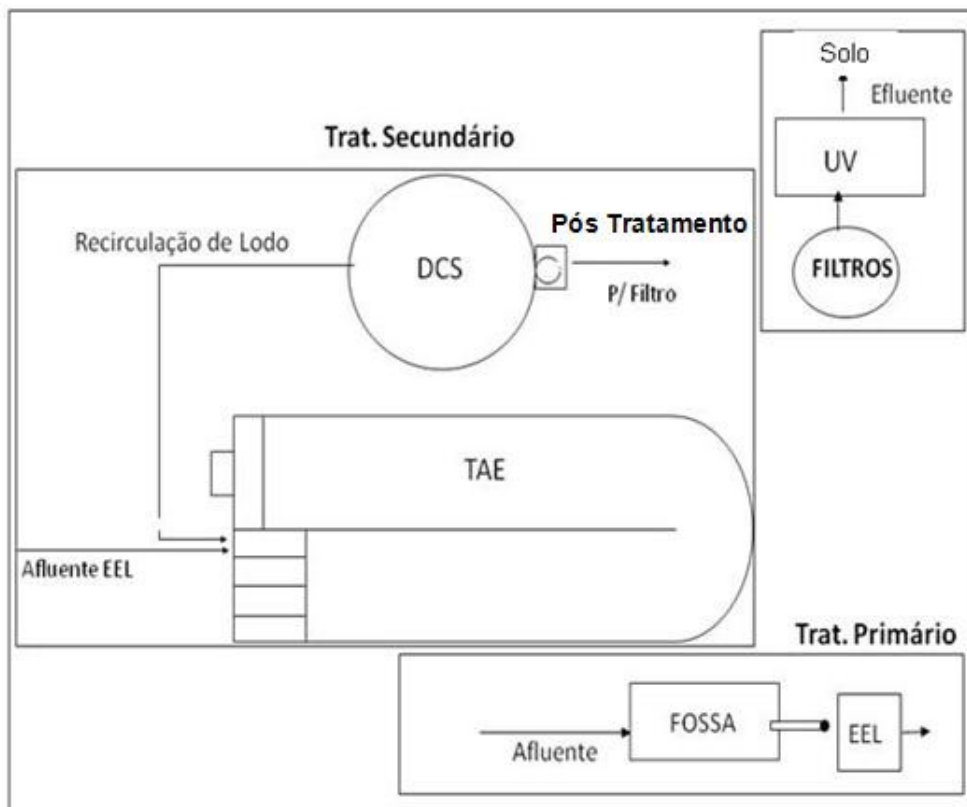 Solo
Efluente
UV
FILTROS
Trat. Secundário
Recirculação de Lodo
DCS
Pós Tratamento
P/ Filtro
TAE
Afluente EEL
Trat. Primário
Afluente
FOSSA
EEL